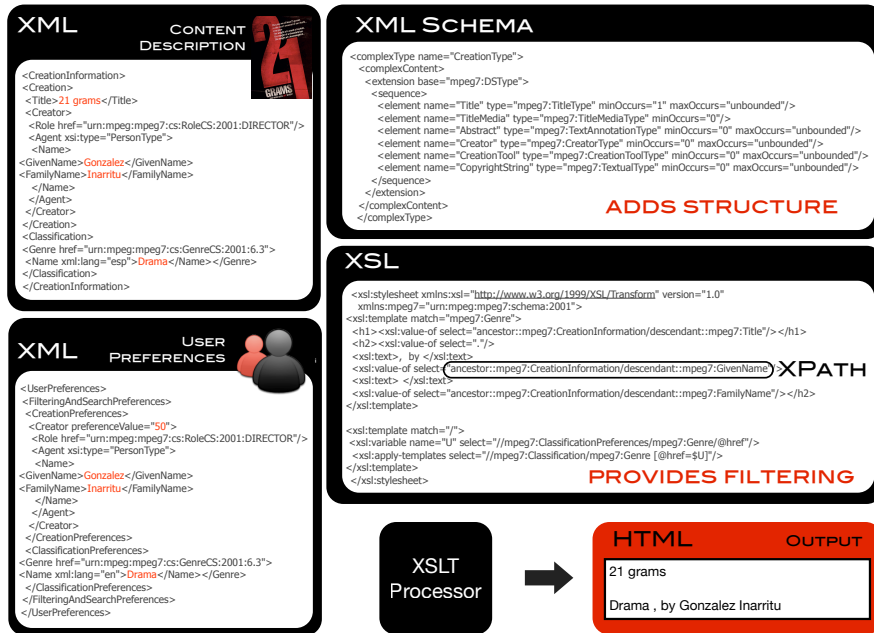 XML
CONTENT
DESCRIPTION
21
GRAMS
<CreationInformation>
<Creation>
<Title>21 grams</Title>
<Creator>
<Role href="urn:mpeg:mpeg7:cs:RoleCS:2001:DIRECTOR"/>
<Agent xsi:type="PersonType">
<Name>
<GivenName>Gonzalez</GivenName>
<FamilyName>Inarritu</FamilyName>
</Name>
</Agent>
</Creator>
</Creation>
<Classification>
<Genre href="urn:mpeg:mpeg7:cs:GenreCS:2001:6.3">
<Name xml:lang="esp">Drama</Name></Genre>
</Classification>
</CreationInformation>
XML
USER
PREFERENCES
<UserPreferences>
<FilteringAndSearchPreferences>
<CreationPreferences>
<Creator preferenceValue="50">
<Role href="urn:mpeg:mpeg7:cs:RoleCS:2001:DIRECTOR"/>
<Agent xsi:type="PersonType">
<Name>
<GivenName>Gonzalez</GivenName>
<FamilyName>Inarritu</FamilyName>
</Name>
</Agent>
</Creator>
</CreationPreferences>
<ClassificationPreferences>
<Genre href="urn:mpeg:mpeg7:cs:GenreCS:2001:6.3">
<Name xml:lang="en">Drama</Name></Genre>
</ClassificationPreferences>
</FilteringAndSearchPreferences>
</UserPreferences>
XML SCHEMA
<complexType name="CreationType">
<complexContent>
<extension base="mpeg7:DSType">
<sequence>
<element name="Title" type="mpeg7:TitleType" minOccurs="1" maxOccurs="unbounded"/>
<element name="TitleMedia" type="mpeg7:TitleMediaType" minOccurs="0"/>
<element name="Abstract" type="mpeg7:TextAnnotationType" minOccurs="0" maxOccurs="unbounded"/>
<element name="Creator" type="mpeg7:CreatorType" minOccurs="0" maxOccurs="unbounded"/>
<element name="CreationTool" type="mpeg7:CreationToolType" minOccurs="0" maxOccurs="unbounded"/>
<element name="CopyrightString" type="mpeg7:TextualType" minOccurs="0" maxOccurs="unbounded"/>
</sequence>
</extension>
</complexContent>
</complexType>
ADDS STRUCTURE
XSL
<xsl:stylesheet xmlns:xsl="http://www.w3.org/1999/XSL/Transform" version="1.0"
xmlns:mpeg7="urn:mpeg:mpeg7:schema:2001">
<xsl:template match="mpeg7:Genre">
<h1><xsl:value-of select="ancestor::mpeg7:CreationInformation/descendant::mpeg7:Title"/></h1>
<h2><xsl:value-of select="."/>
<xsl:text>, by </xsl:text>
<xsl:value-of select="ancestor::mpeg7:CreationInformation/descendant::mpeg7:GivenName"/> XPATH
<xsl:text> </xsl:text>
<xsl:value-of select="ancestor::mpeg7:CreationInformation/descendant::mpeg7:FamilyName"/></h2>
</xsl:template>
<xsl:template match="/">
<xsl:variable name="U" select="//mpeg7:ClassificationPreferences/mpeg7:Genre/@href"/>
<xsl:apply-templates select="//mpeg7:Classification/mpeg7:Genre [@href=$U]"/>
</xsl:template>
</xsl:stylesheet>
PROVIDES FILTERING
XSLT
Processor
HTML
OUTPUT
21 grams
Drama , by Gonzalez Inarritu